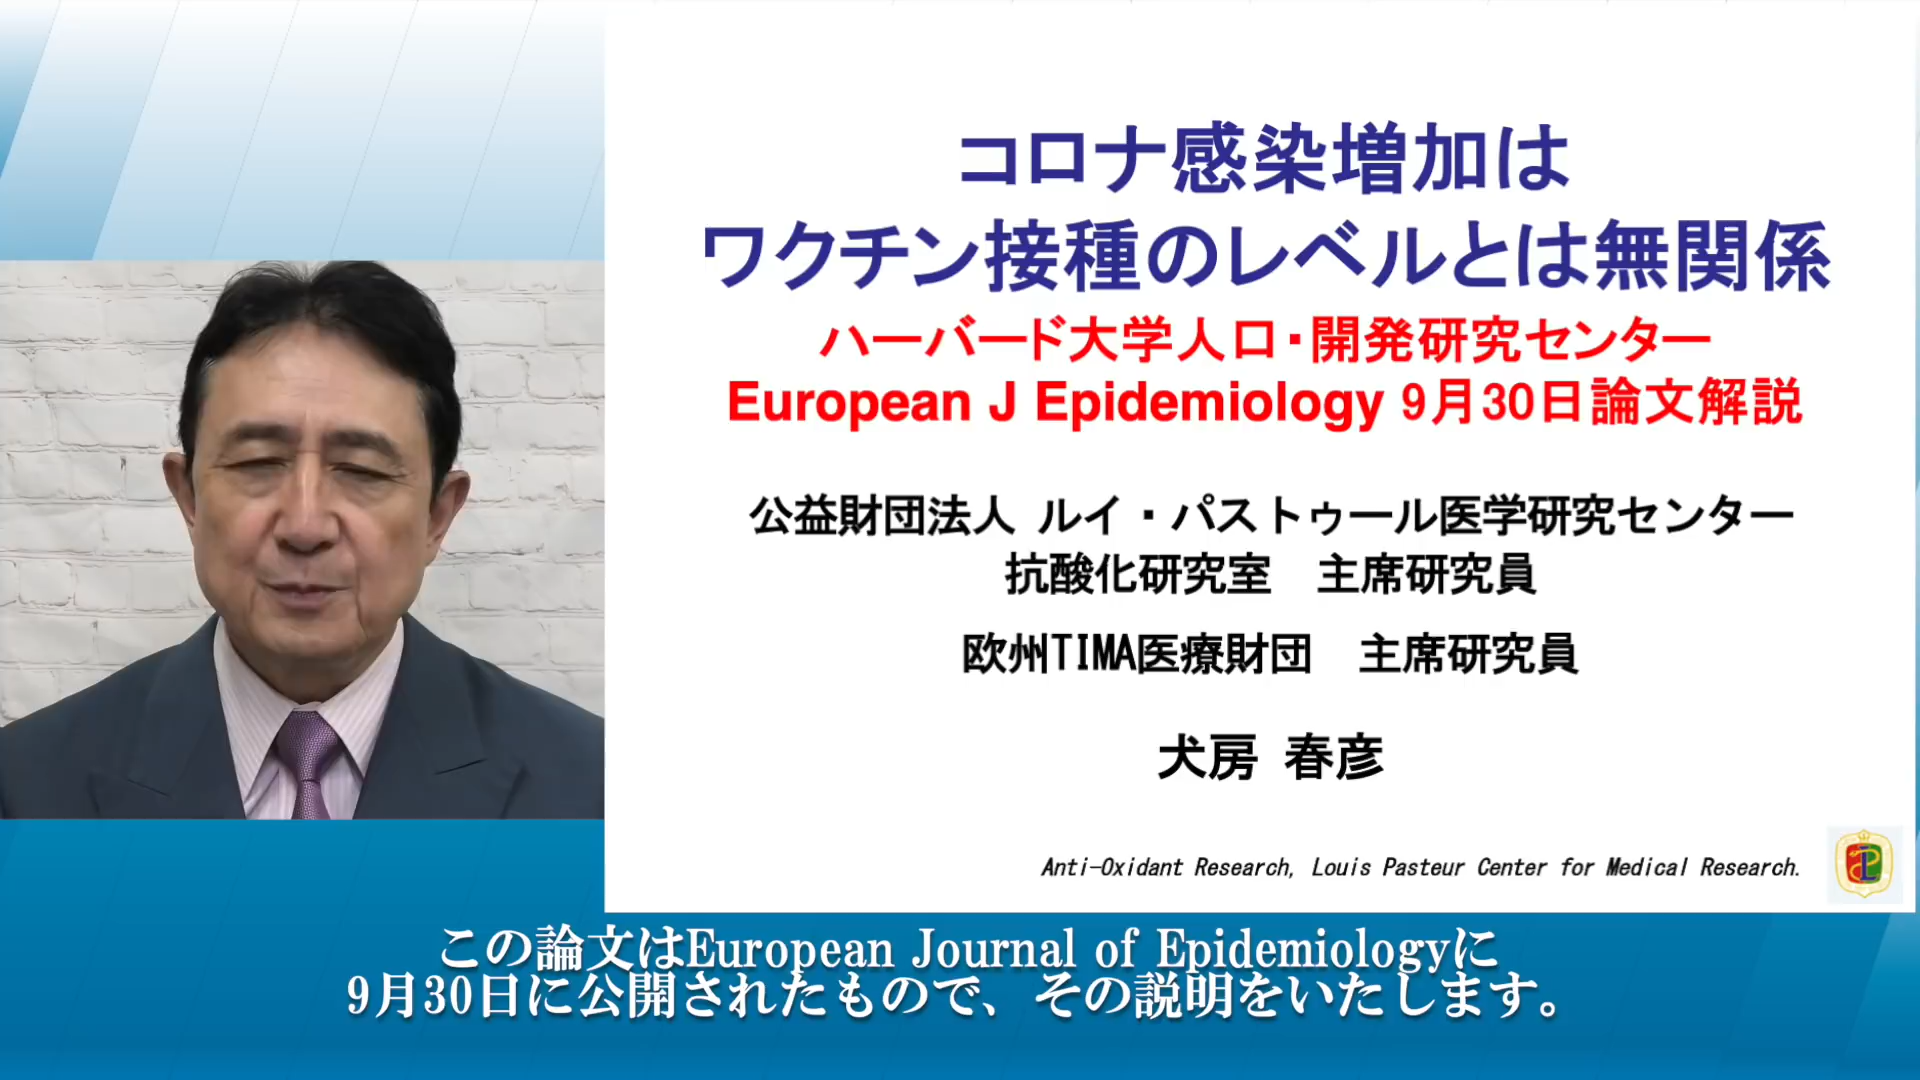 コロナ感染増加は
ワクチン接種のレベルとは無関係
ハーバード大学人口・開発研究センター
European J Epidemiology 9月30日論文解説
公益財団法人 ルイ・パストゥール医学研究センター
抗酸化研究室　主席研究員
欧州TIMA医療財団　主席研究員
犬房 春彦
Anti-Oxidant Research, Louis Pasteur Center for Medical Research.
この論文はEuropean Journal of Epidemiologyに
9月30日に公開されたもので、その説明をいたします。